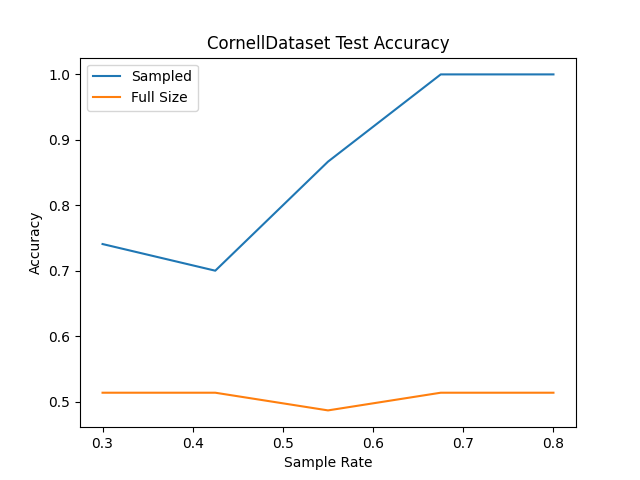 CornellDataset Test Accuracy
Sampled
Full Size
1.0
0.9
0.8
0.7
0.6
0.5
Accuracy
0.3 0.4 0.5 0.6 0.7 0.8
Sample Rate